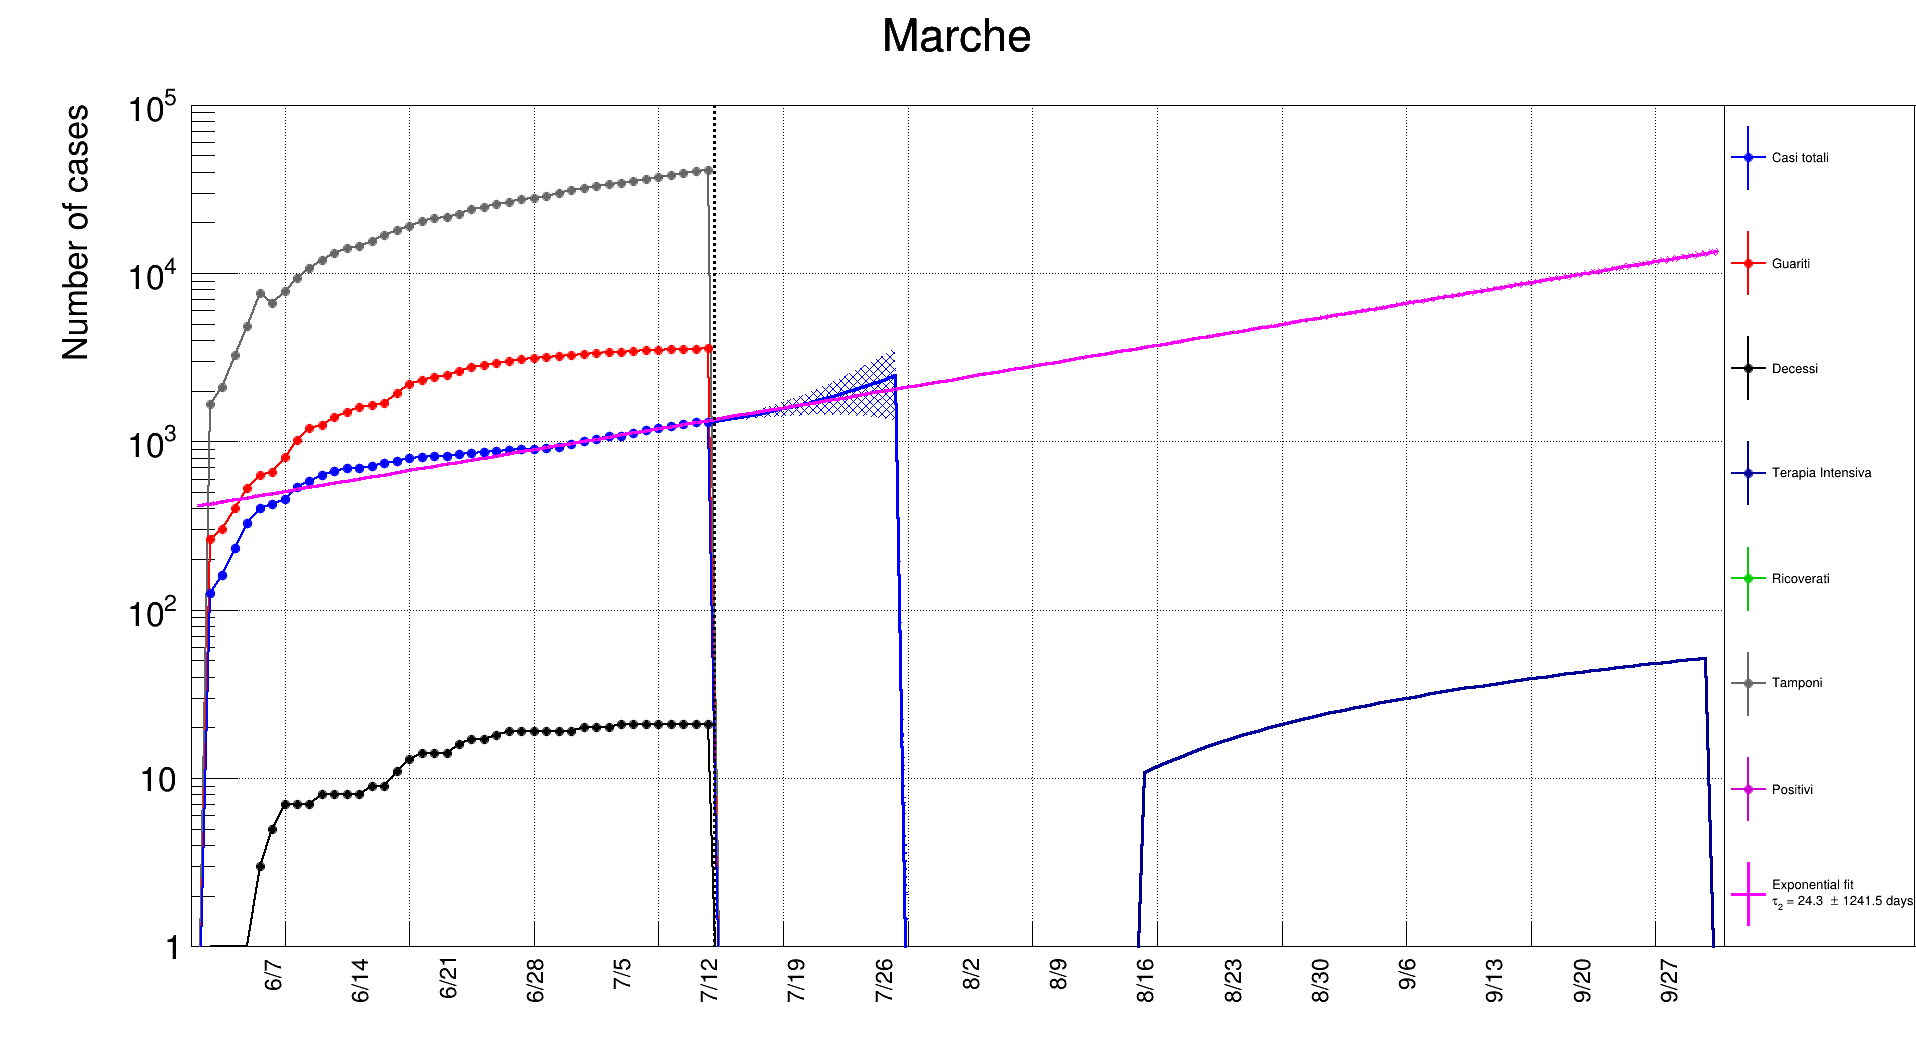 Marche
Number of cases
10^5
10^4
10^3
10^2
10
1
6/7
6/14
6/21
6/28
7/5
7/12
7/19
7/26
8/2
8/9
8/16
8/23
8/30
9/6
9/13
9/20
9/27
Casi totali
Guariti
Decessi
Terapia Intensiva
Ricoverati
Tamponi
Positivi
Exponential fit
τ_2 = 24.3 ± 1241.5 days